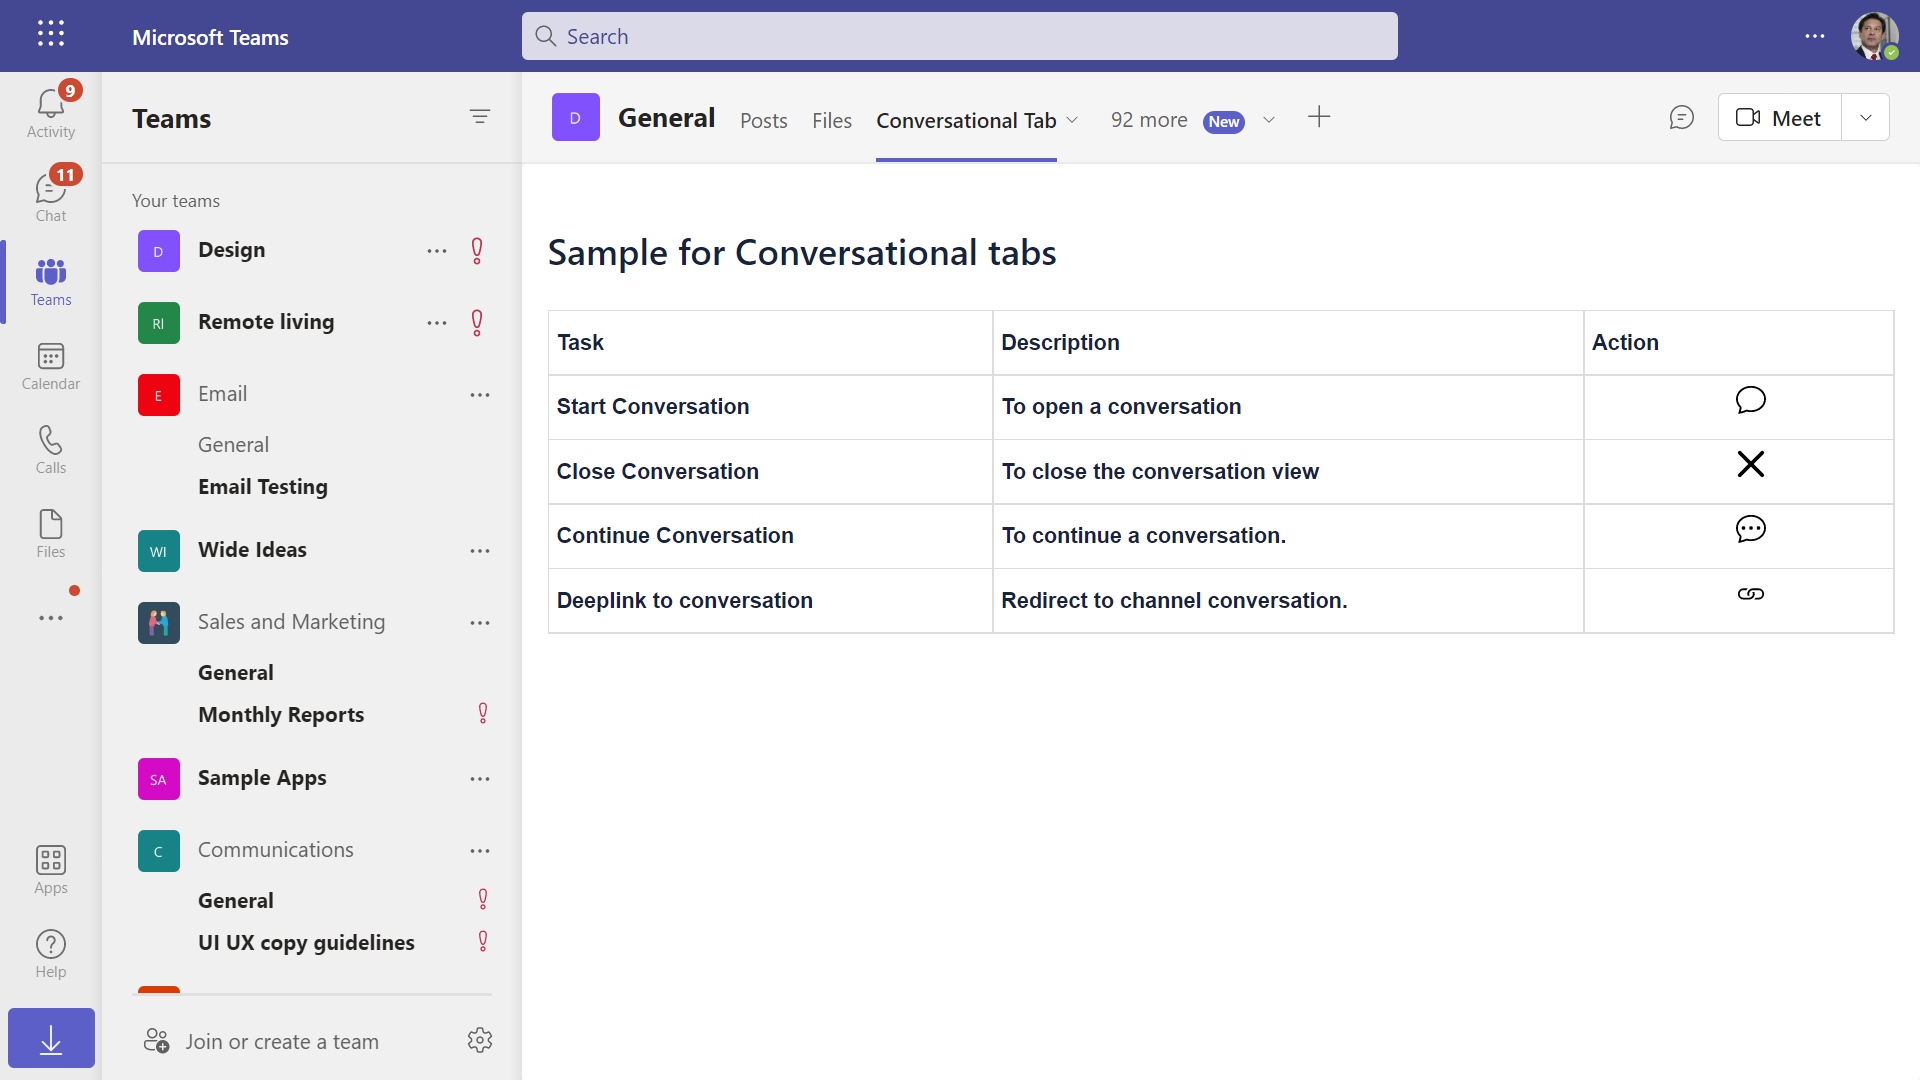 Microsoft Teams
Search
9
Activity
11
Chat
Teams
Calendar
Calls
Files
Apps
Help
Teams
Your teams
D Design
RI Remote living
E Email
General
Email Testing
WI Wide Ideas
Sales and Marketing
General
Monthly Reports
SA Sample Apps
C Communications
General
UI UX copy guidelines
Join or create a team
D General Posts Files Conversational Tab 92 more New Meet
Sample for Conversational tabs
Task Description Action
Start Conversation To open a conversation
Close Conversation To close the conversation view
Continue Conversation To continue a conversation.
Deeplink to conversation Redirect to channel conversation.